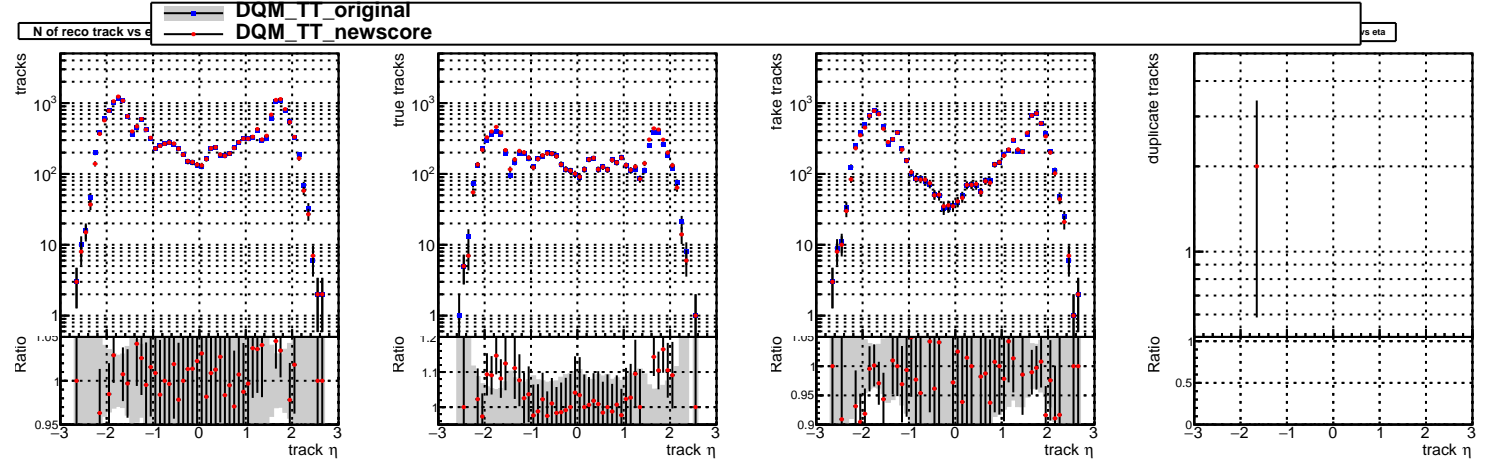 DQM_TT_original
DQM_TT_newscore
N of reco track vs e
vs eta
tracks
10³
10²
10
1
Ratio
1.05
1
0.95
−3 −2 −1 0 1 2 3
track η
true tracks
10³
10²
10
1
Ratio
1.2
1.1
1
−3 −2 −1 0 1 2 3
track η
fake tracks
10³
10²
10
1
Ratio
1.05
1
0.95
0.9
−3 −2 −1 0 1 2 3
track η
duplicate tracks
1
Ratio
1
0.5
0
−3 −2 −1 0 1 2 3
track η